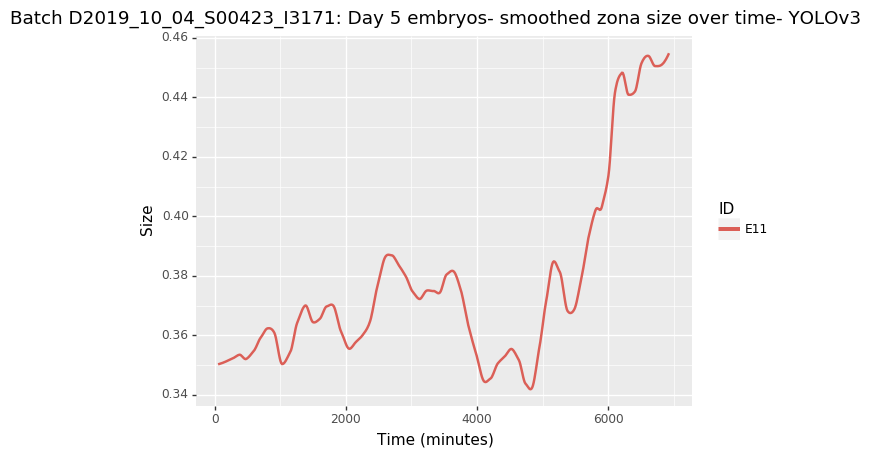 Batch D2019_10_04_S00423_I3171: Day 5 embryos- smoothed zona size over time- YOLOv3
0.46
0.44
0.42
0.40
0.38
0.36
0.34
Size
0
2000
4000
6000
Time (minutes)
ID
E11